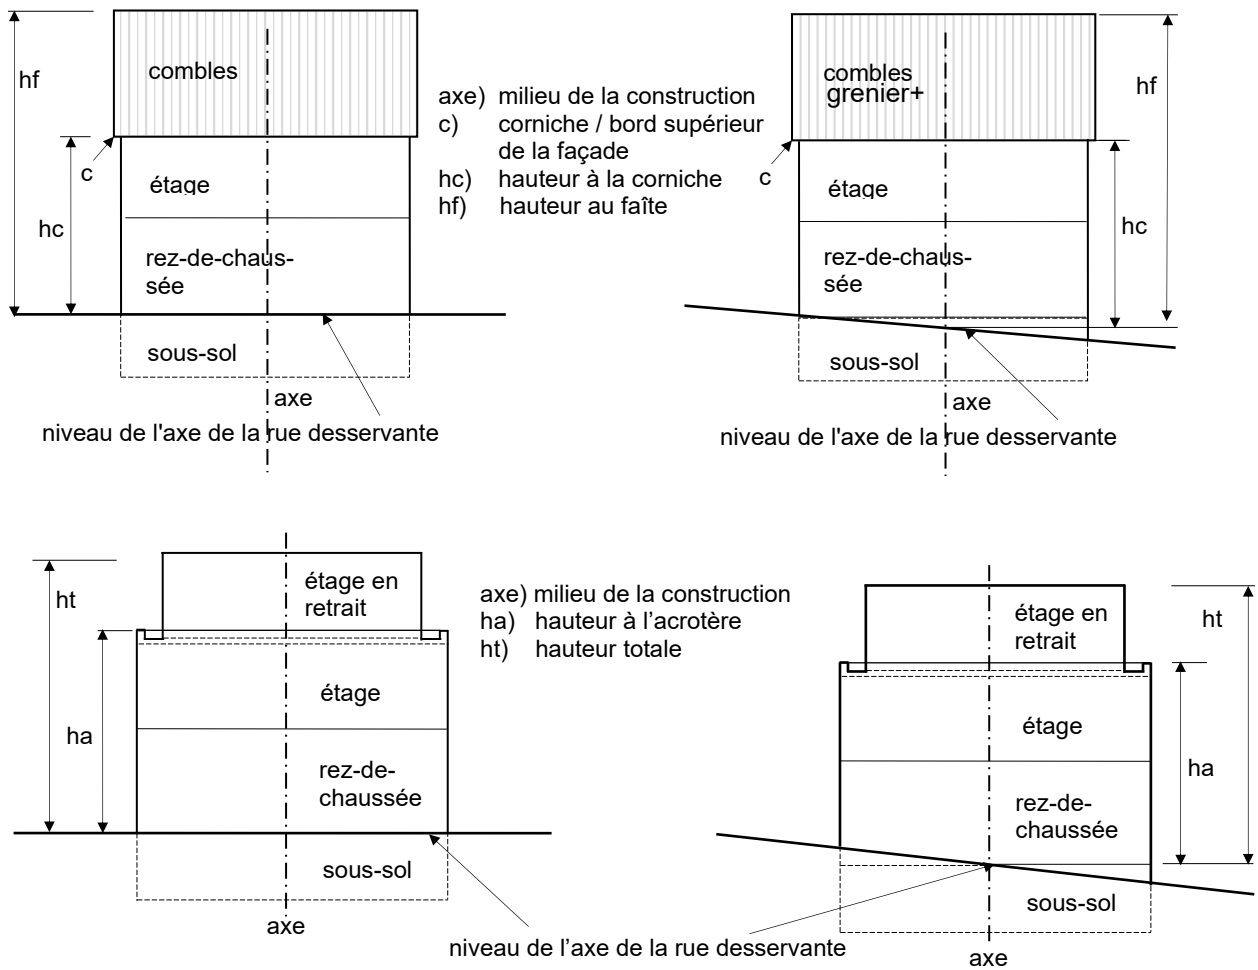 hf
combles
c
étage
hc
rez-de-chaus-
sée
sous-sol
axe
niveau de l'axe de la rue desservante
axe) milieu de la construction
c) corniche / bord supérieur
de la façade
hc) hauteur à la corniche
hf) hauteur au faîte
combles
grenier+
hf
c
étage
hc
rez-de-chaus-
sée
sous-sol
axe
niveau de l'axe de la rue desservante
ht
étage en
retrait
étage
ha
rez-de-
chaussée
sous-sol
axe
axe) milieu de la construction
ha) hauteur à l’acrotère
ht) hauteur totale
étage en
retrait
ht
étage
ha
rez-de-
chaussée
sous-sol
axe
niveau de l’axe de la rue desservante